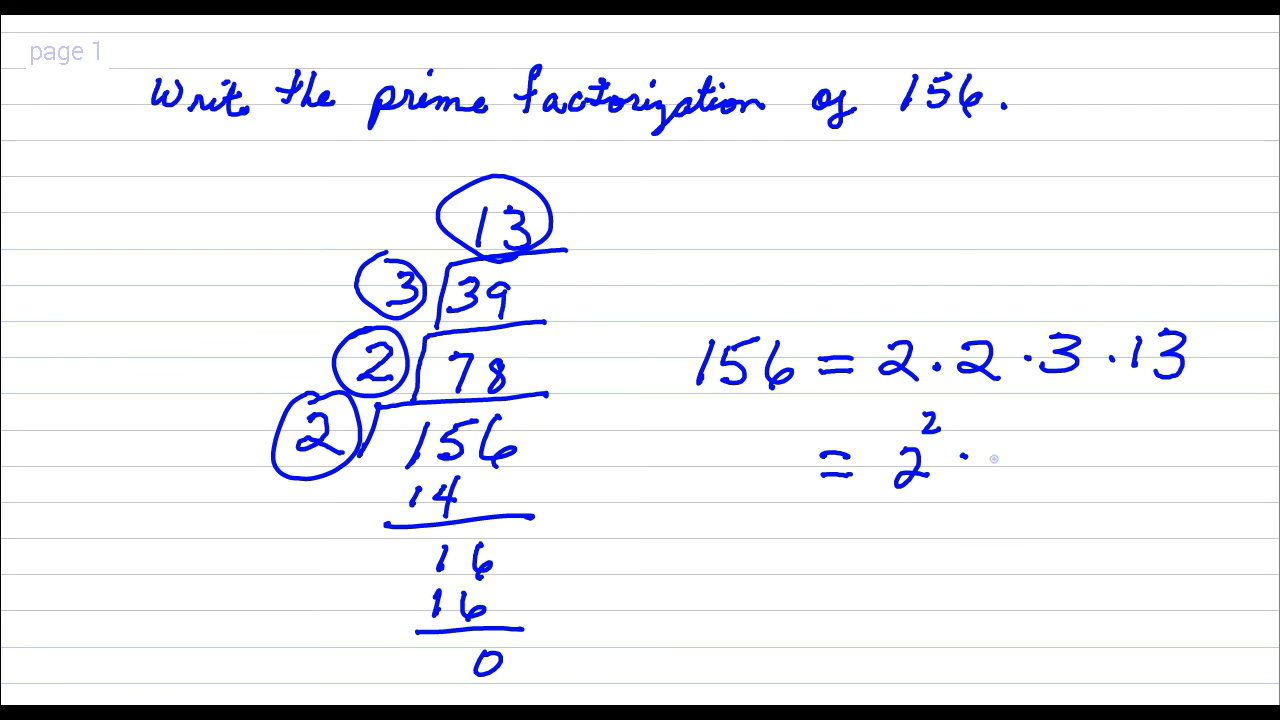 page 1
Write the prime factorization of 156.
13
3 39
2 78
2 156
14
16
16
0
156 = 2 · 2 · 3 · 13
= 2² ·